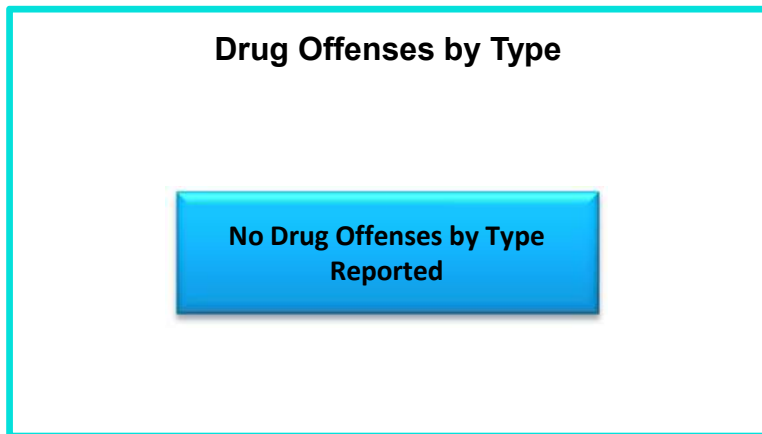 Drug Offenses by Type
No Drug Offenses by Type
Reported